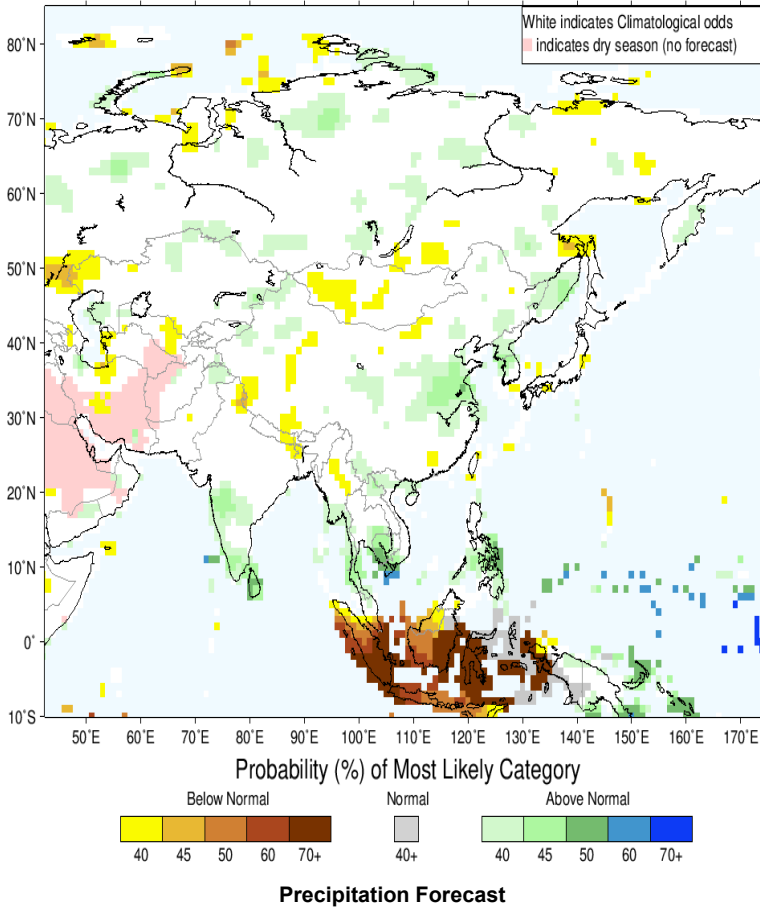 White indicates Climatological odds
indicates dry season (no forecast)
80˚N
70˚N
60˚N
50˚N
40˚N
30˚N
20˚N
10˚N
0˚
10˚S
50˚E 60˚E 70˚E 80˚E 90˚E 100˚E 110˚E 120˚E 130˚E 140˚E 150˚E 160˚E 170˚E
Probability (%) of Most Likely Category
Below Normal Normal Above Normal
40 45 50 60 70+ 40+ 40 45 50 60 70+
Precipitation Forecast